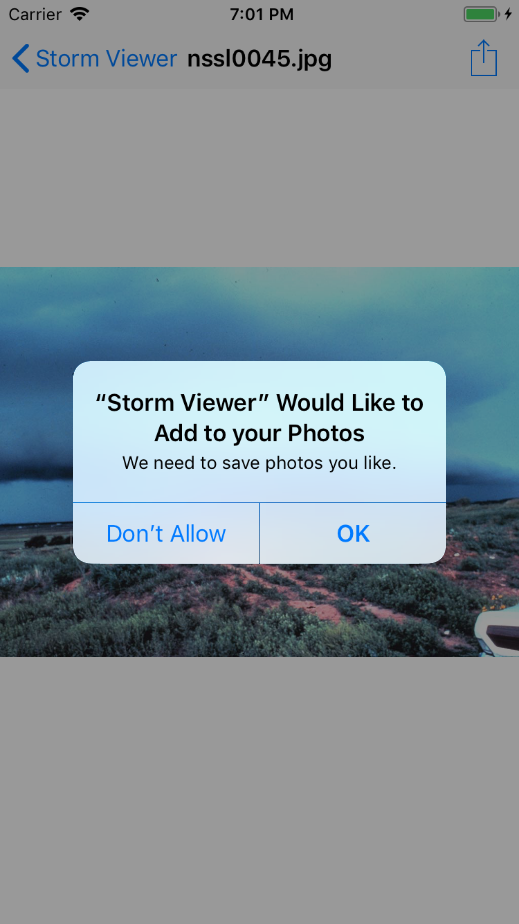 Carrier 7:01 PM
Storm Viewer nssl0045.jpg
“Storm Viewer” Would Like to
Add to your Photos
We need to save photos you like.
Don’t Allow OK